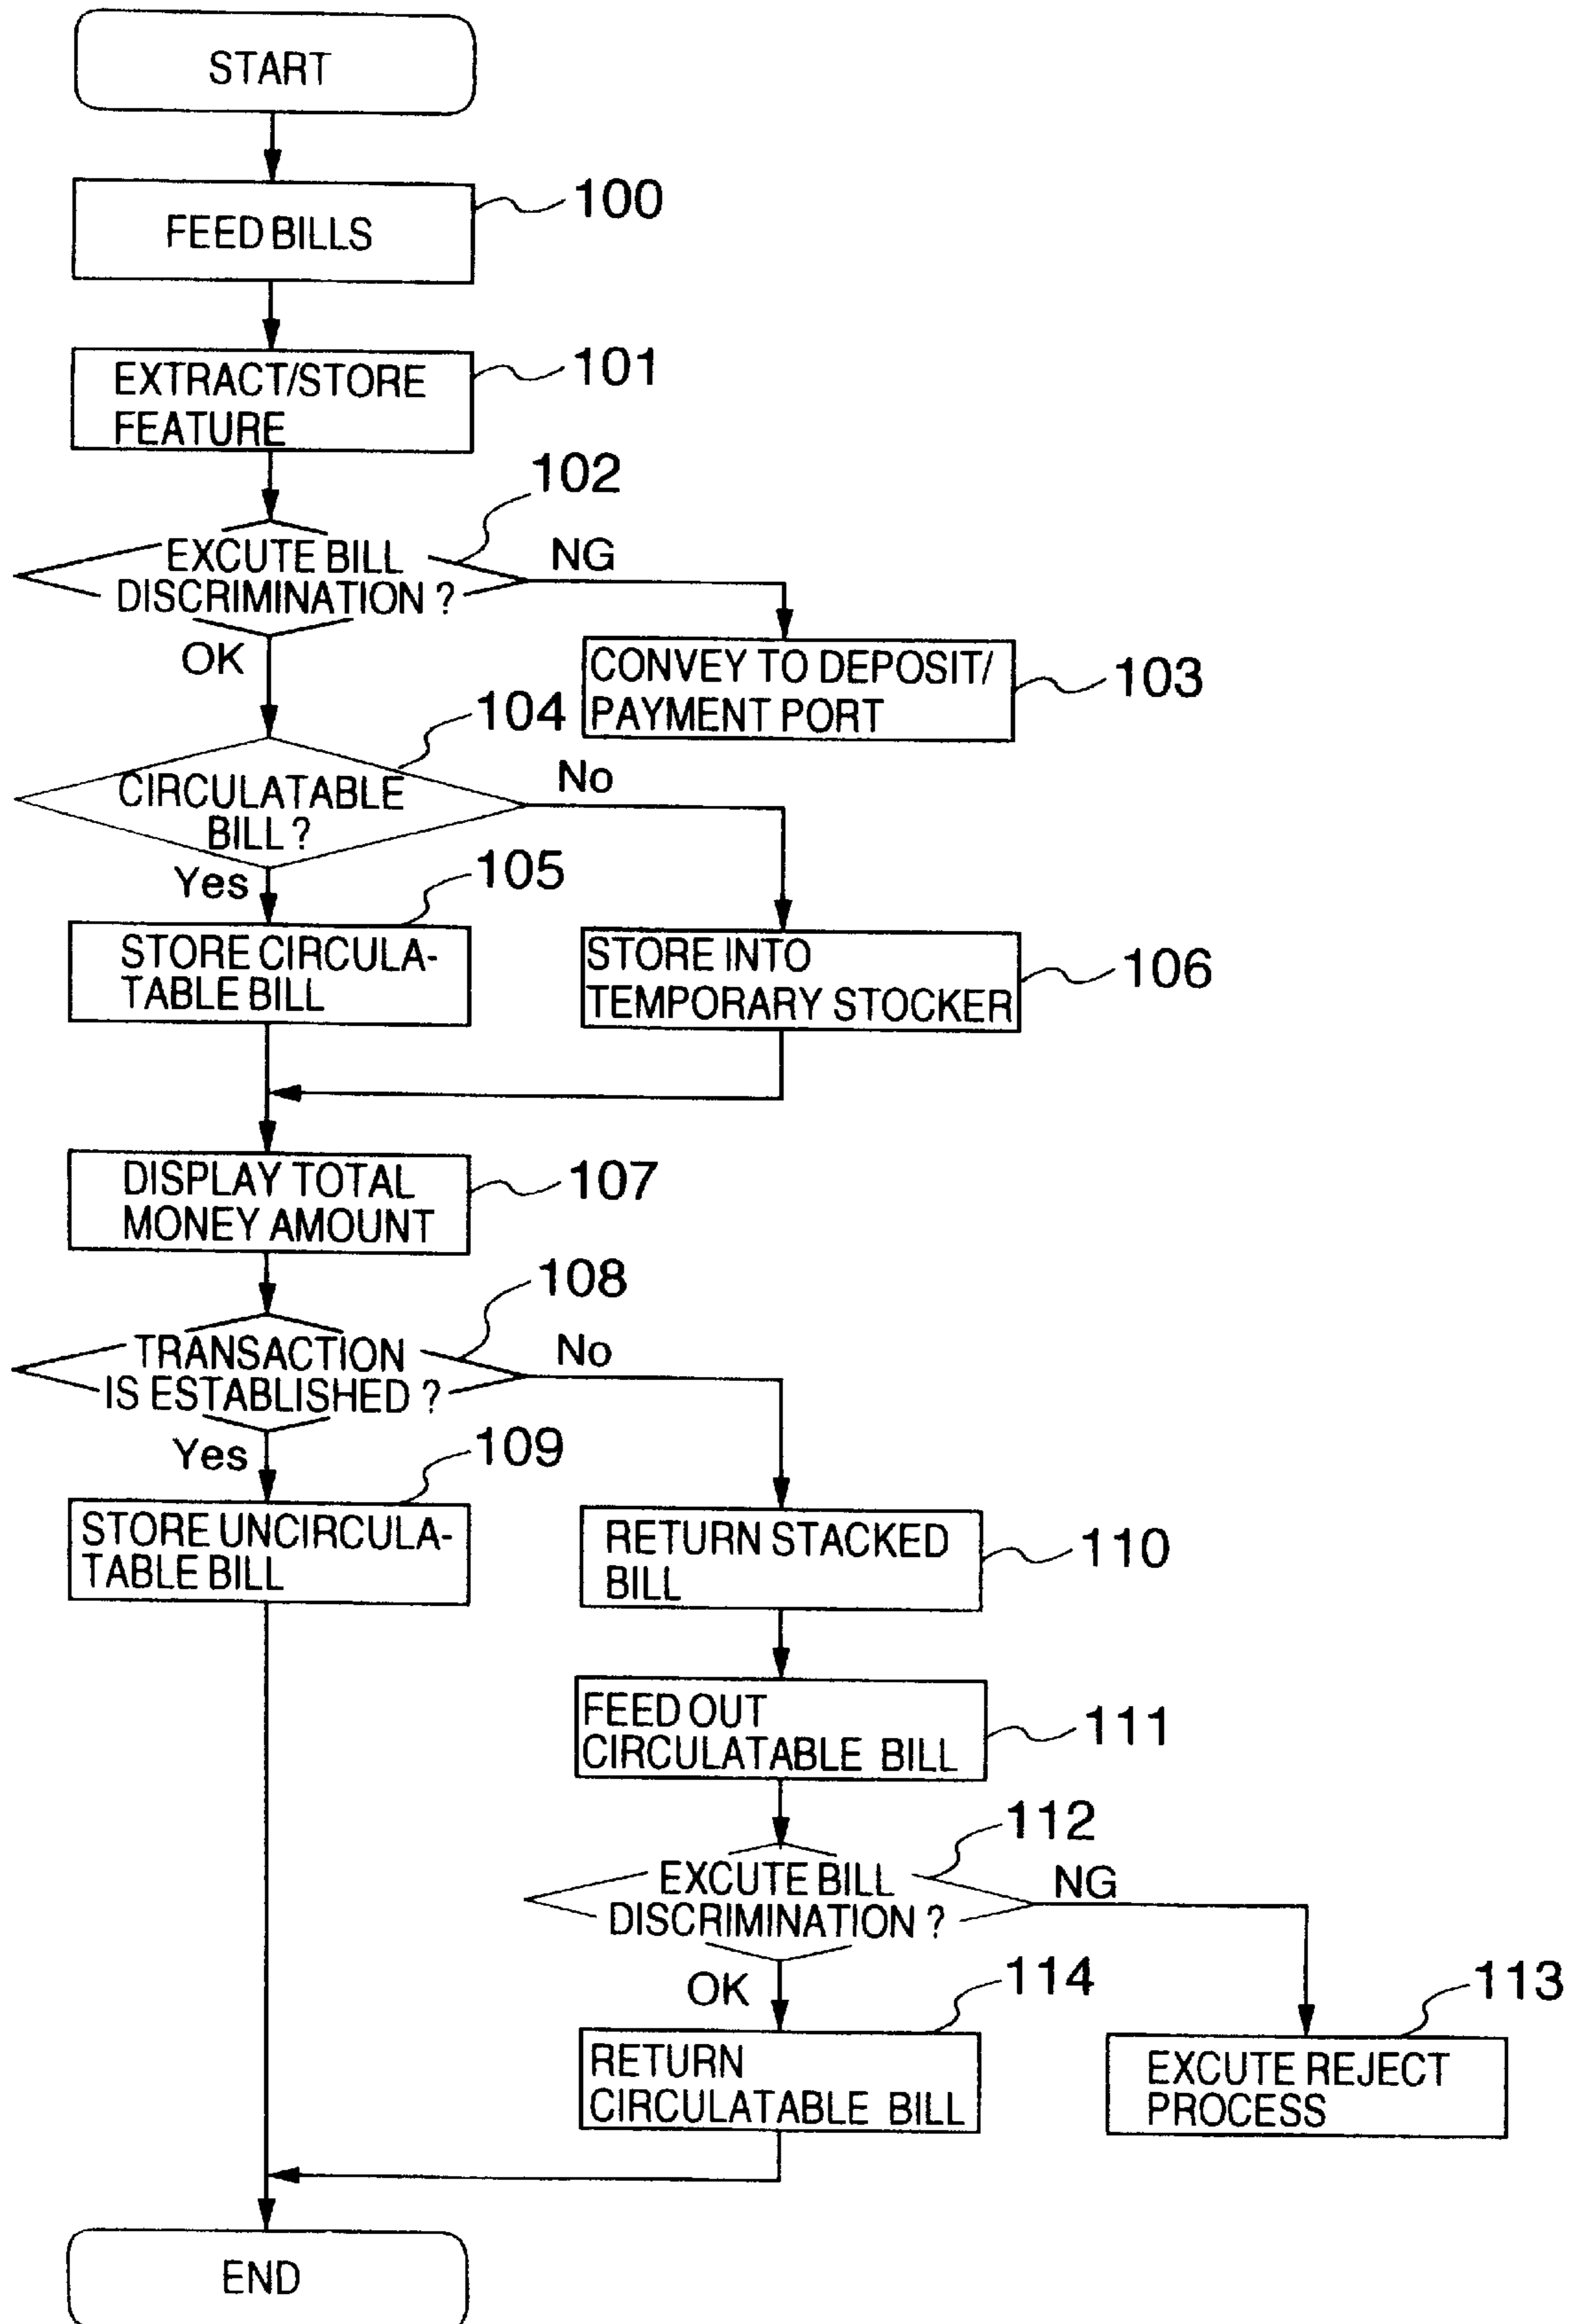 START
FEED BILLS
100
EXTRACT/STORE
FEATURE
101
102
EXCUTE BILL
DISCRIMINATION ?
NG
OK
CONVEY TO DEPOSIT/
PAYMENT PORT
103
104
CIRCULATABLE
BILL ?
No
Yes
105
STORE CIRCULA-
TABLE BILL
STORE INTO
TEMPORARY STOCKER
106
DISPLAY TOTAL
MONEY AMOUNT
107
108
TRANSACTION
IS ESTABLISHED ?
No
Yes
109
STORE UNCIRCULA-
TABLE BILL
RETURN STACKED
BILL
110
FEED OUT
CIRCULATABLE BILL
111
112
EXCUTE BILL
DISCRIMINATION ?
NG
OK
114
RETURN
CIRCULATABLE BILL
113
EXCUTE REJECT
PROCESS
END